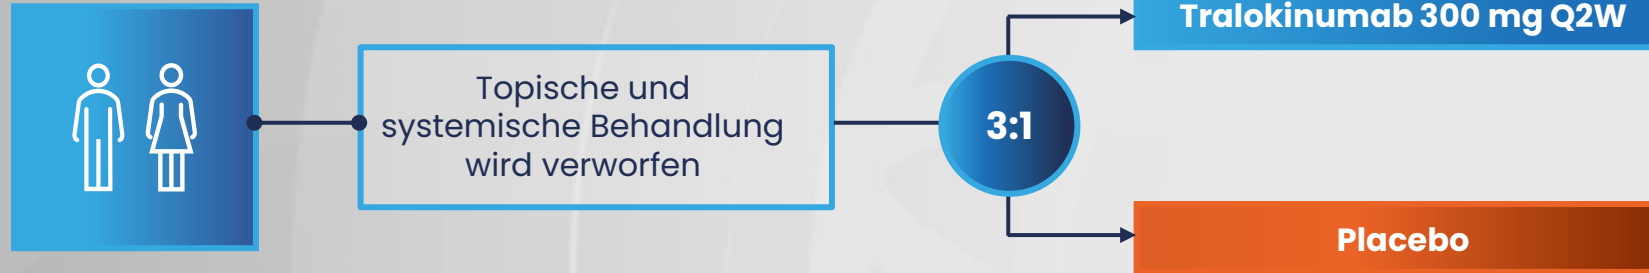 Topische und
systemische Behandlung
wird verworfen
3:1
Tralokinumab 300 mg Q2W
Placebo